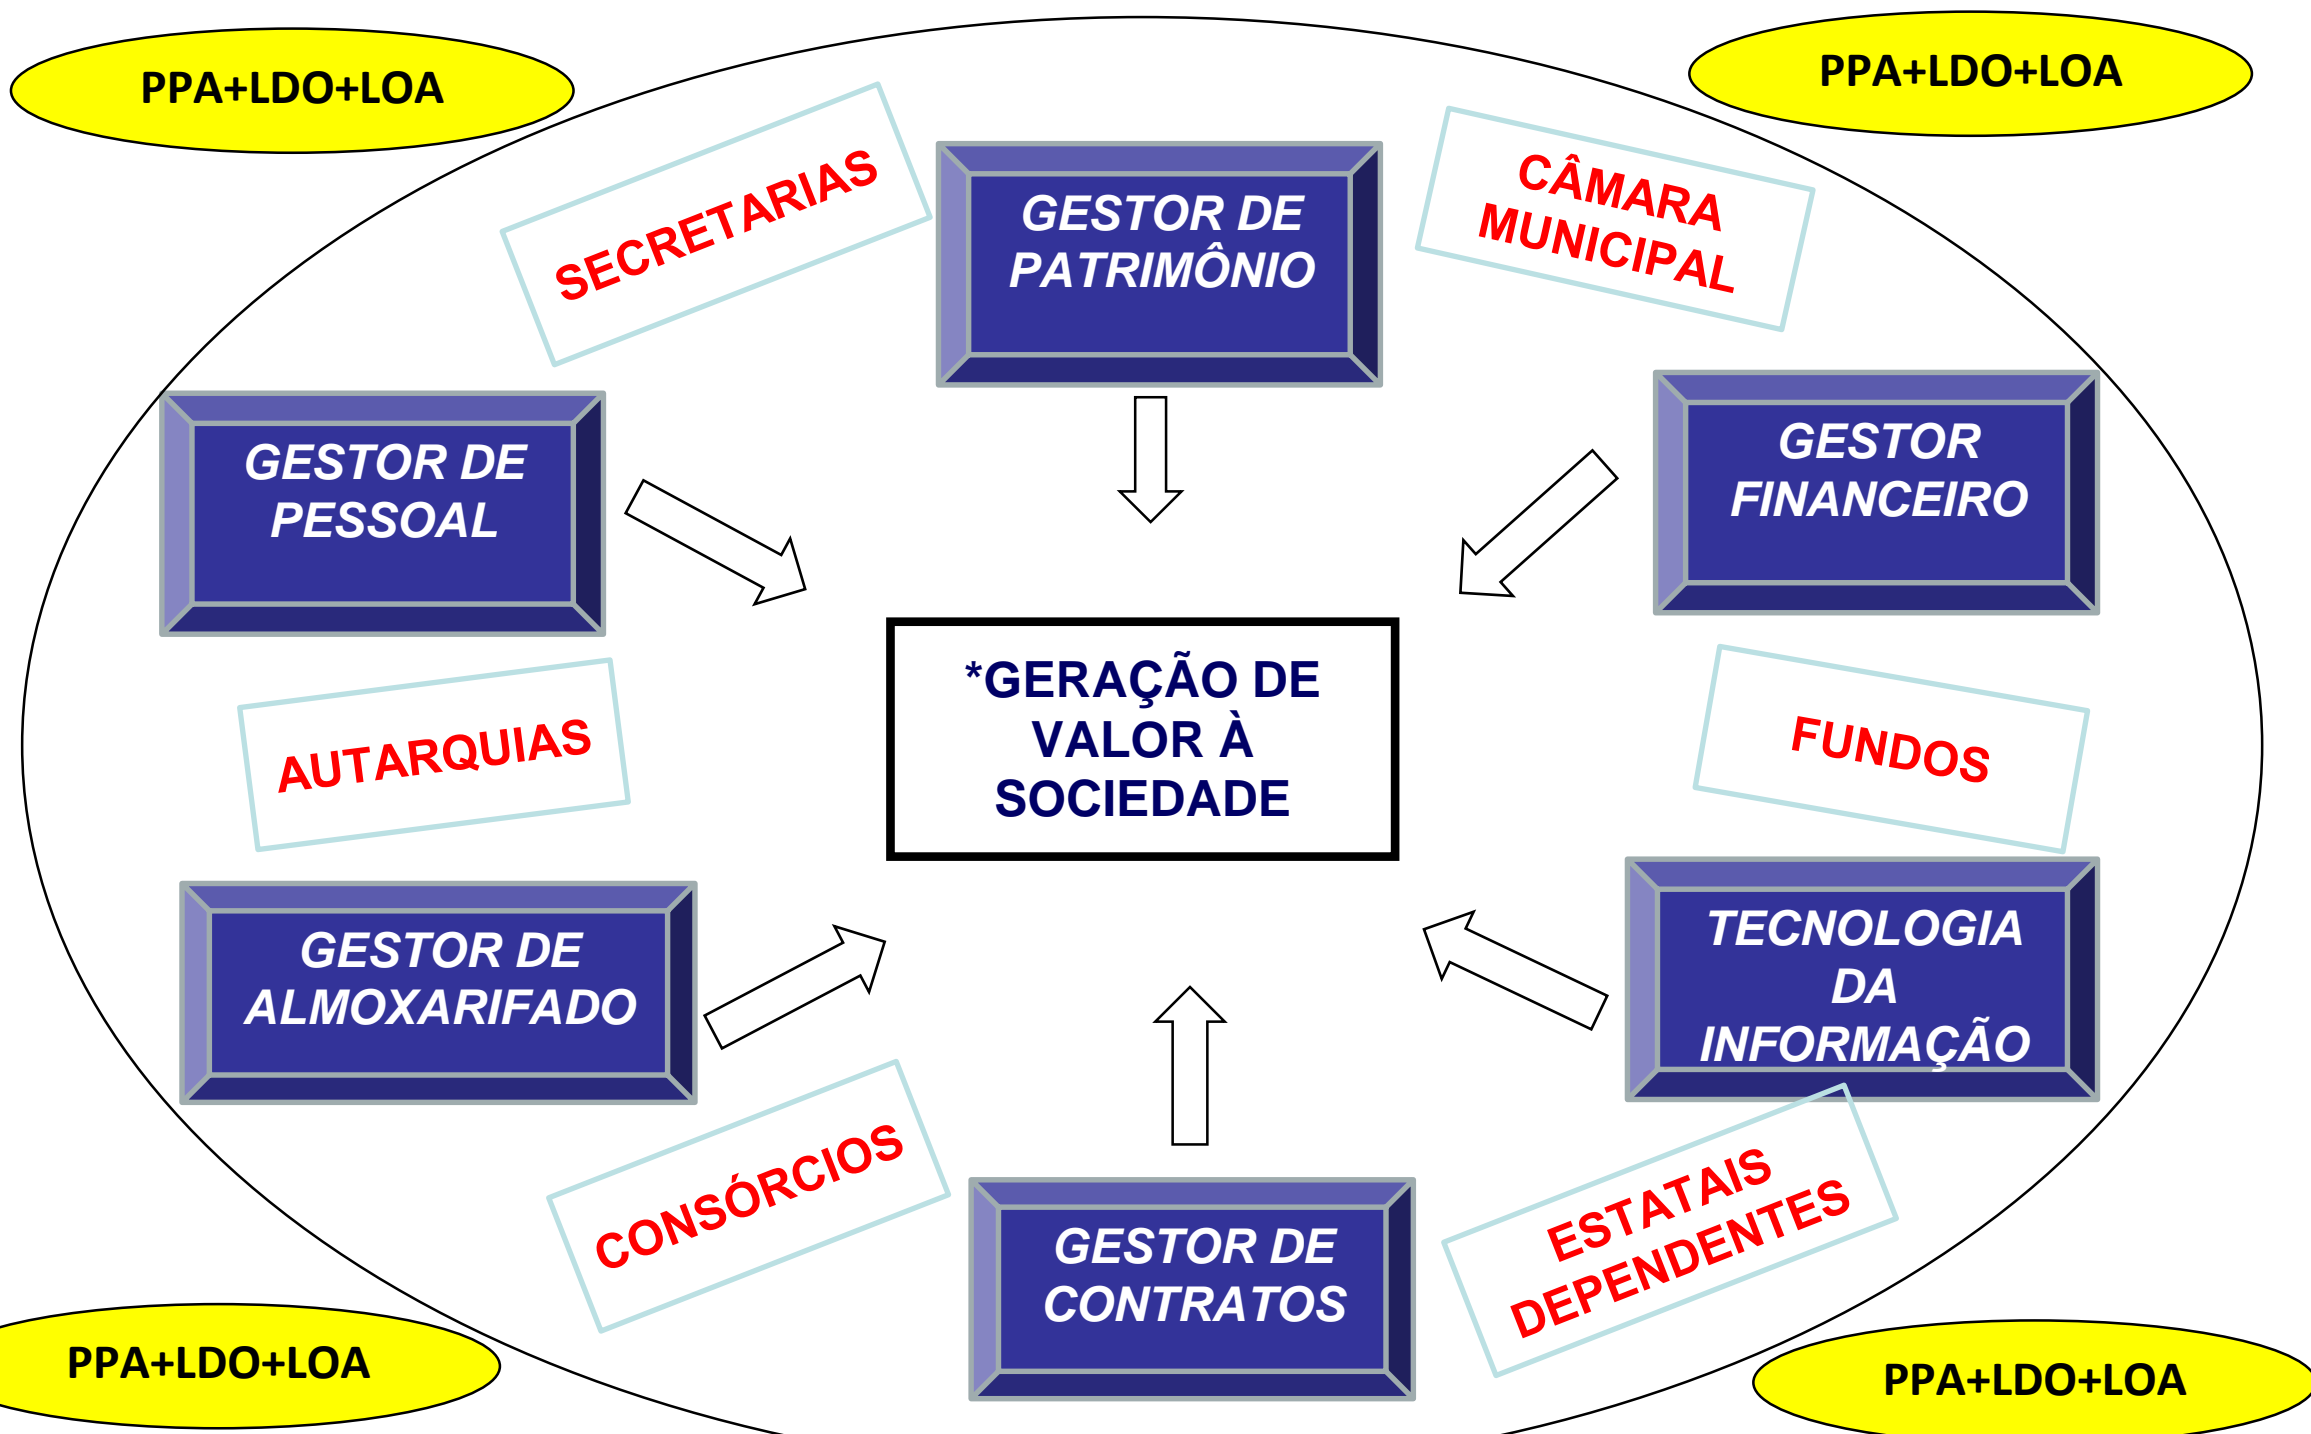 PPA+LDO+LOA
PPA+LDO+LOA
SECRETARIAS
GESTOR DE
PATRIMÔNIO
CÂMARA
MUNICIPAL
GESTOR DE
PESSOAL
GESTOR
FINANCEIRO
*GERAÇÃO DE
VALOR À
SOCIEDADE
AUTARQUIAS
FUNDOS
GESTOR DE
ALMOXARIFADO
TECNOLOGIA
DA
INFORMAÇÃO
CONSÓRCIOS
GESTOR DE
CONTRATOS
ESTATAIS
DEPENDENTES
PPA+LDO+LOA
PPA+LDO+LOA